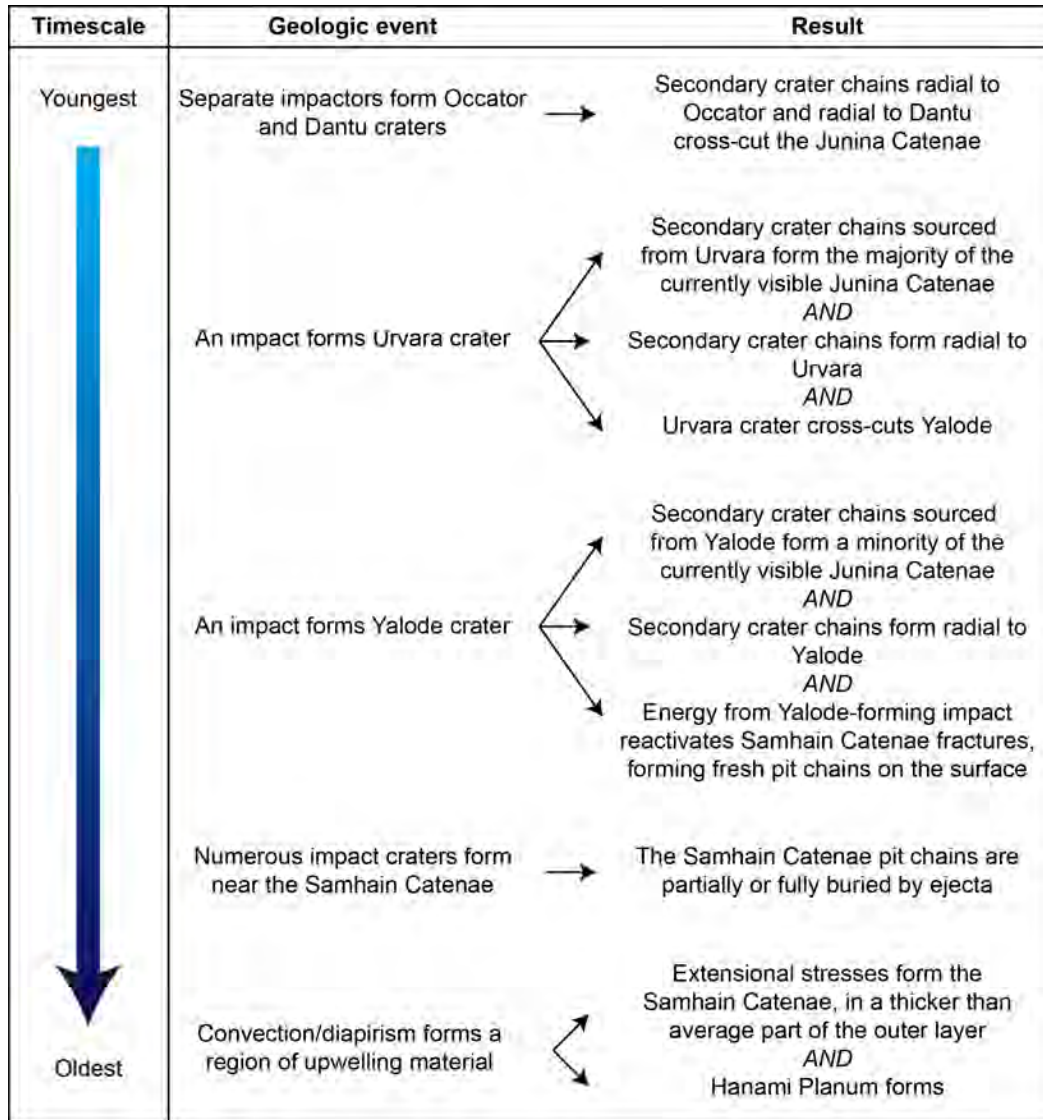 Timescale
Geologic event
Result
Youngest
Separate impactors form Occator
and Dantu craters
Secondary crater chains radial to
Occator and radial to Dantu
cross-cut the Junina Catenae
An impact forms Urvara crater
Secondary crater chains sourced
from Urvara form the majority of the
currently visible Junina Catenae
AND
Secondary crater chains form radial to
Urvara
AND
Urvara crater cross-cuts Yalode
An impact forms Yalode crater
Secondary crater chains sourced
from Yalode form a minority of the
currently visible Junina Catenae
AND
Secondary crater chains form radial to
Yalode
AND
Energy from Yalode-forming impact
reactivates Samhain Catenae fractures,
forming fresh pit chains on the surface
Numerous impact craters form
near the Samhain Catenae
The Samhain Catenae pit chains are
partially or fully buried by ejecta
Oldest
Convection/diapirism forms a
region of upwelling material
Extensional stresses form the
Samhain Catenae, in a thicker than
average part of the outer layer
AND
Hanami Planum forms